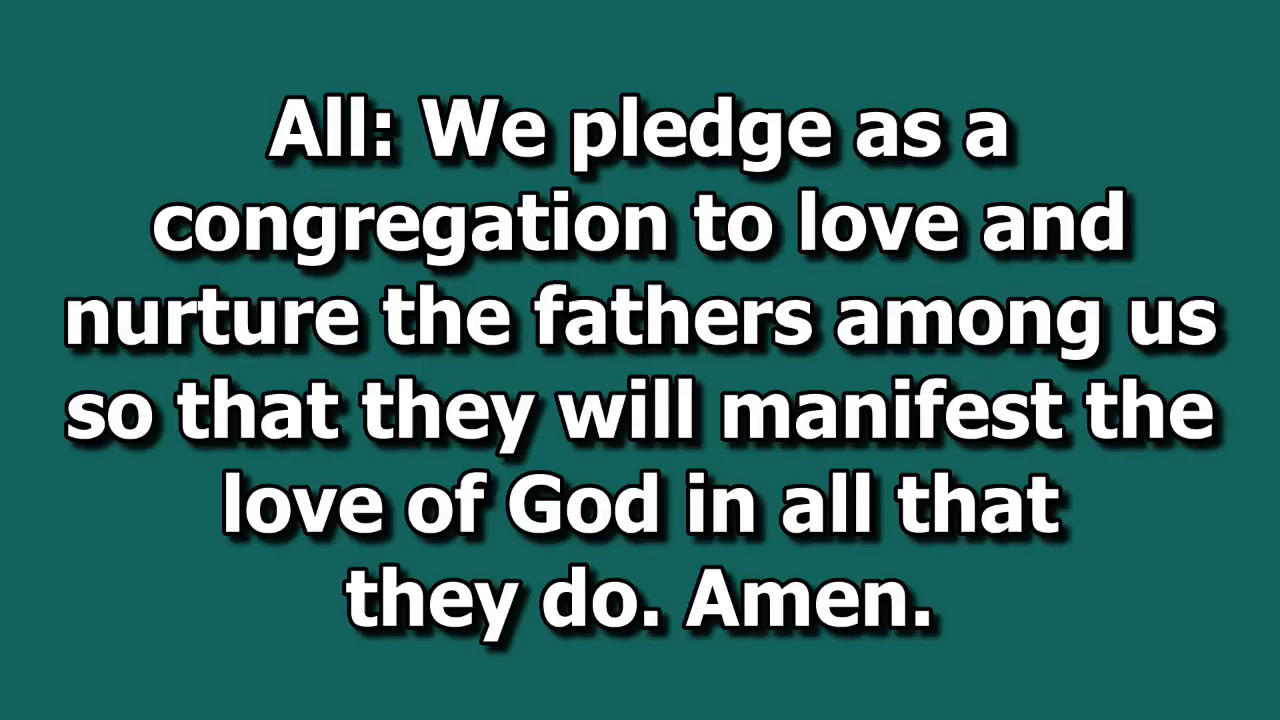 All: We pledge as a
congregation to love and
nurture the fathers among us
so that they will manifest the
love of God in all that
they do. Amen.